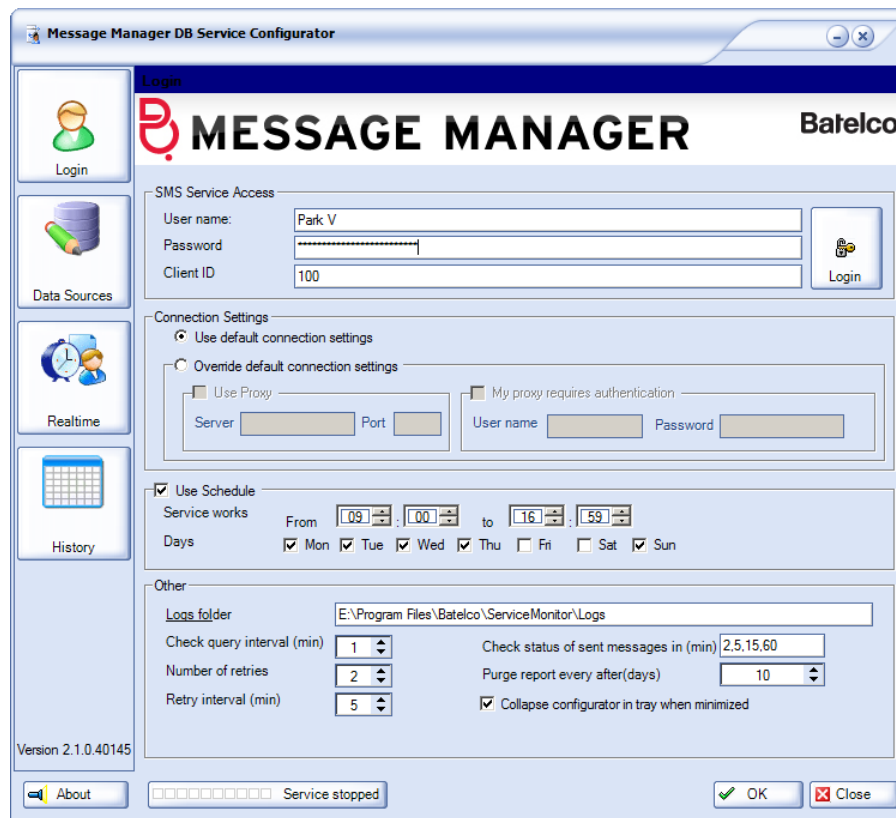 Message Manager DB Service Configurator
Login
MESSAGE MANAGER
Batelco
Login
Data Sources
Realtime
History
Version 2.1.0.40145
SMS Service Access
User name: Park V
Password **************************
Client ID 100
Login
Connection Settings
Use default connection settings
Override default connection settings
Use Proxy
Server Port
My proxy requires authentication
User name Password
Use Schedule
Service works From 09 : 00 to 16 : 59
Days Mon Tue Wed Thu Fri Sat Sun
Other
Logs folder E:\Program Files\Batelco\ServiceMonitor\Logs
Check query interval (min) 1 Check status of sent messages in (min) 2,5,15,60
Number of retries 2 Purge report every after(days) 10
Retry interval (min) 5 Collapse configurator in tray when minimized
About Service stopped OK Close